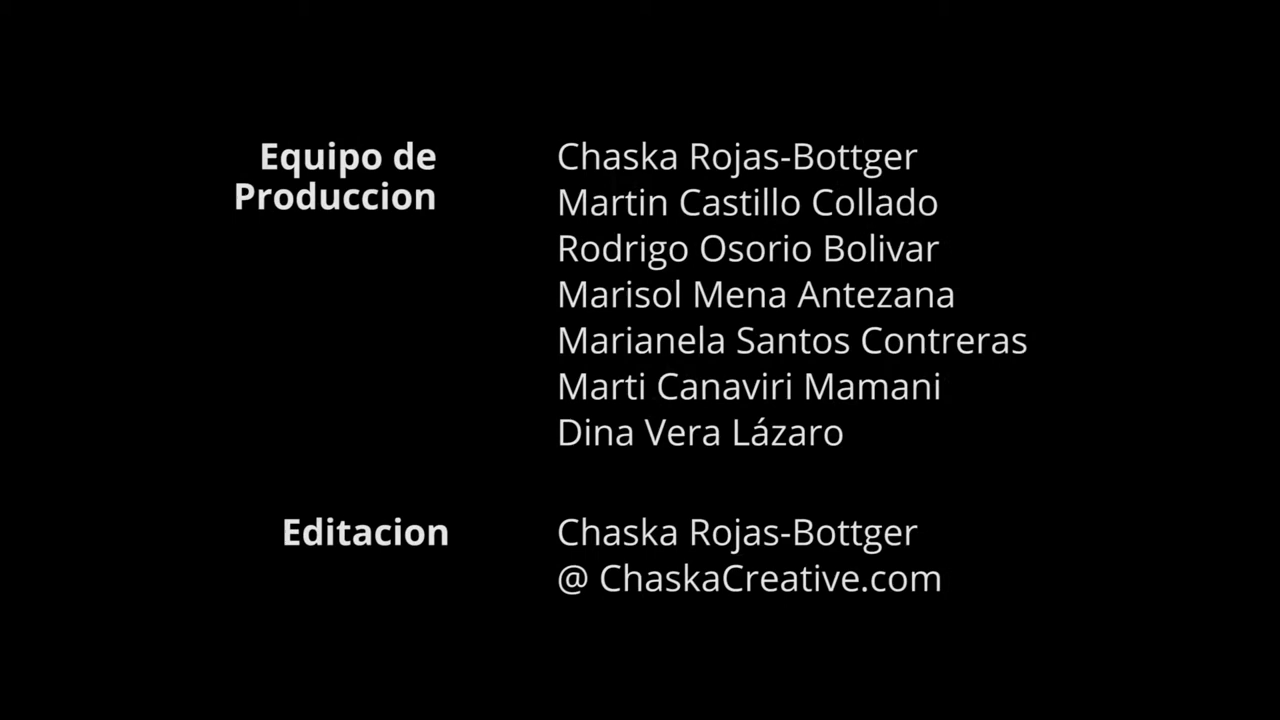 Equipo de
Produccion
Chaska Rojas-Bottger
Martin Castillo Collado
Rodrigo Osorio Bolivar
Marisol Mena Antezana
Marianela Santos Contreras
Marti Canaviri Mamani
Dina Vera Lázaro
Editacion
Chaska Rojas-Bottger
@ ChaskaCreative.com